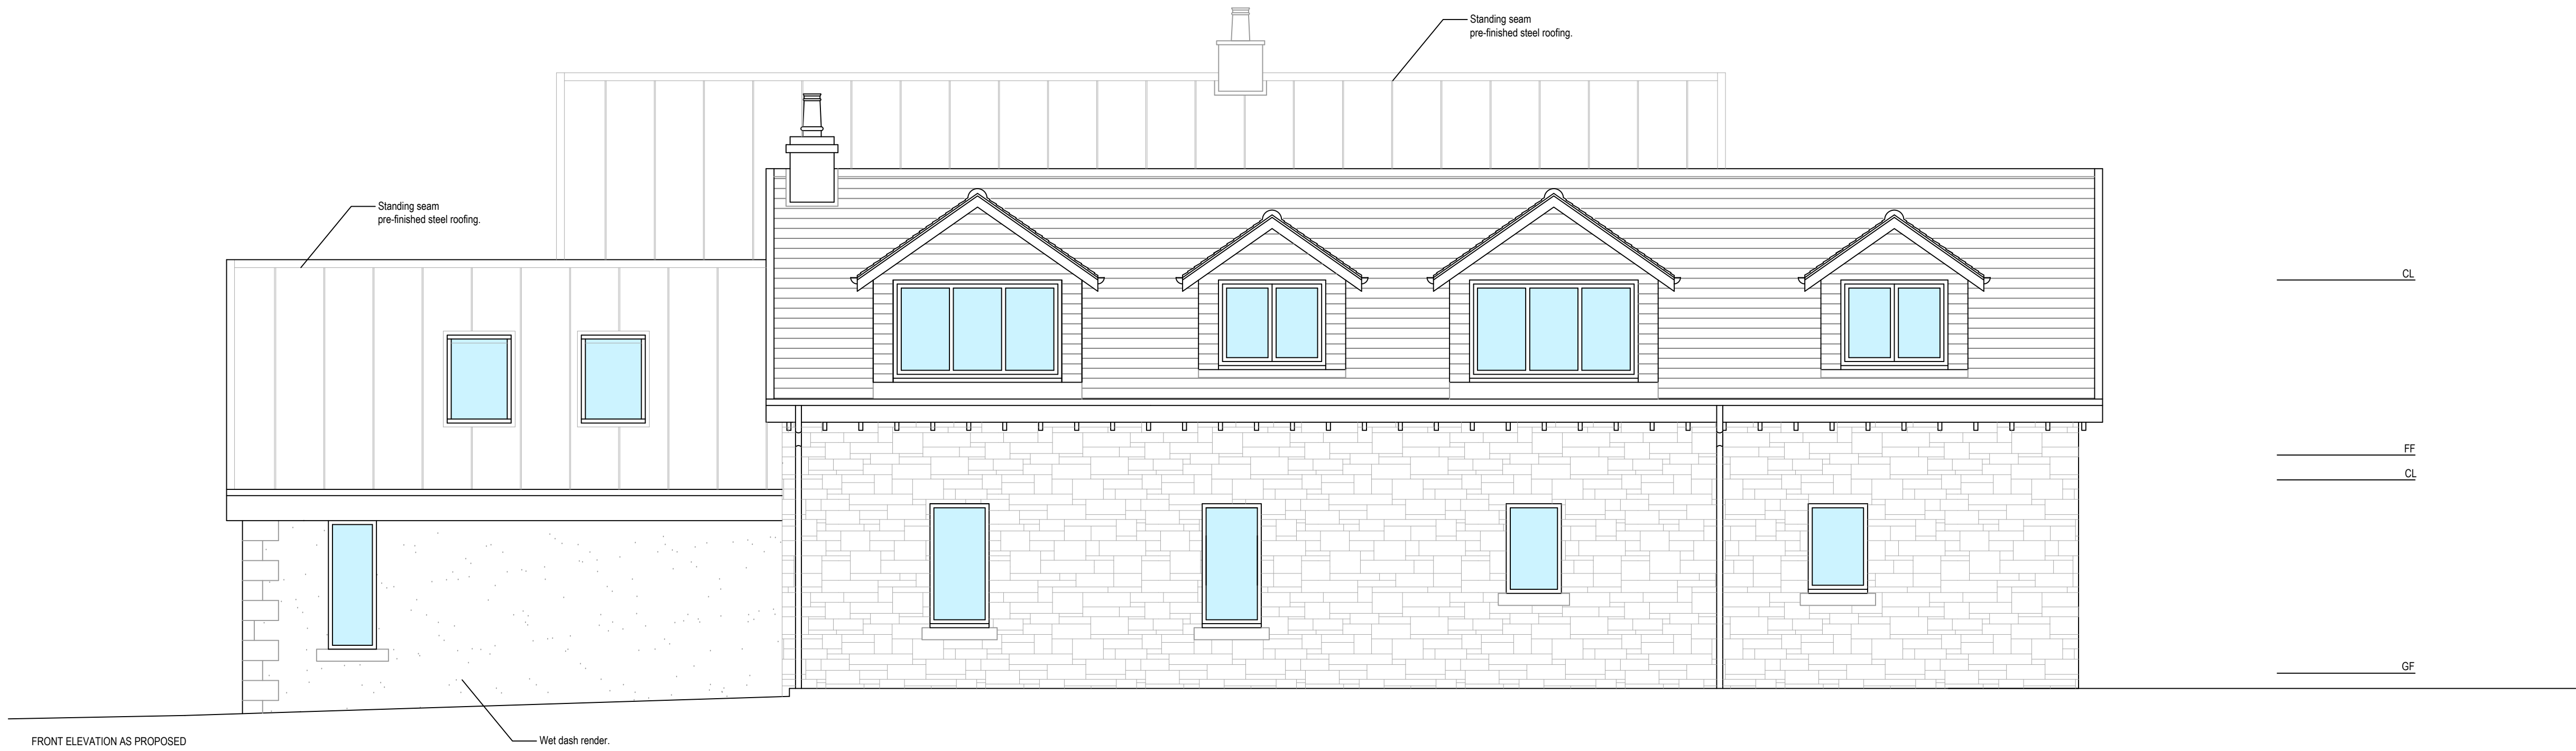 Standing seam
pre-finished steel roofing.
Standing seam
pre-finished steel roofing.
CL
FF
CL
GF
FRONT ELEVATION AS PROPOSED
Wet dash render.